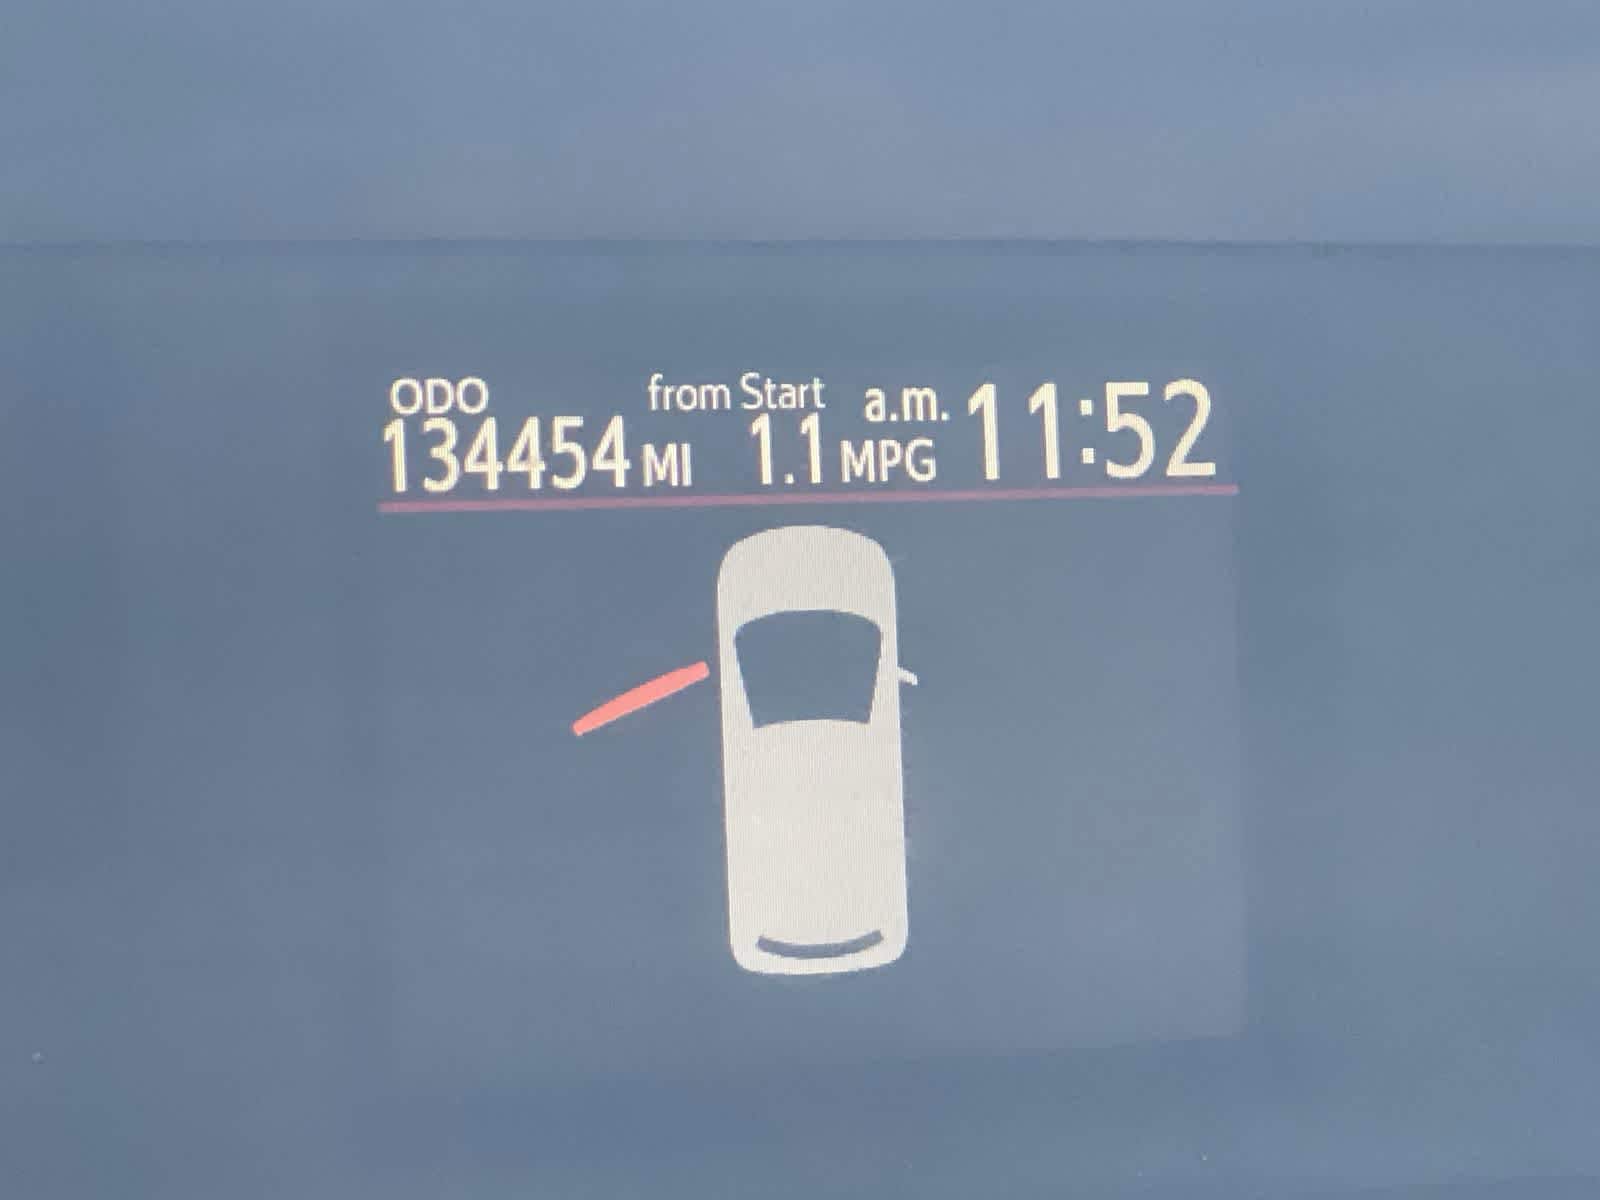 ODO from Start a.m. 11:52
134454 MI 1.1 MPG